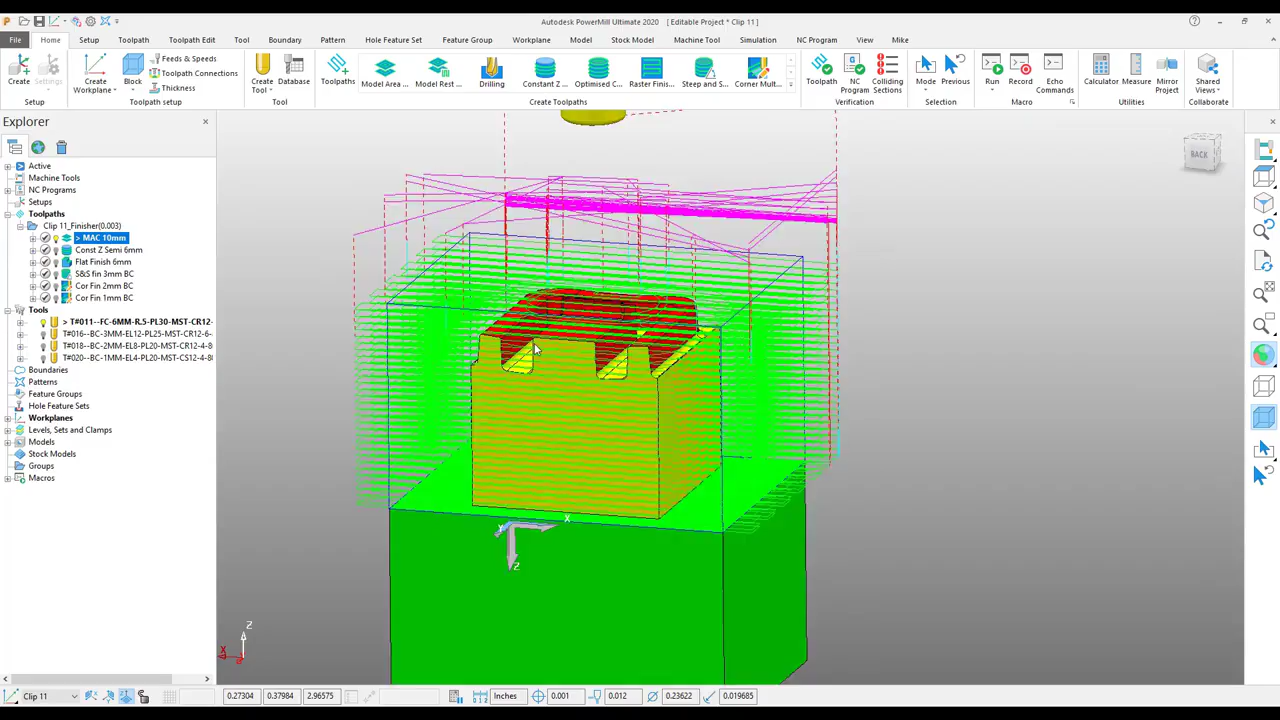 Autodesk PowerMill Ultimate 2020 [ Editable Project * Clip 11 ]
File Home Setup Toolpath Toolpath Edit Tool Boundary Pattern Hole Feature Set Feature Group Workplane Model Stock Model Machine Tool Simulation NC Program View Mike
Create
Settings
Setup
Create Workplane
Block
Feeds & Speeds
Toolpath Connections
Thickness
Toolpath setup
Create Tool
Database
Tool
Toolpaths
Model Area ...
Model Rest ...
Drilling
Constant Z ...
Optimised C...
Raster Finis...
Steep and S...
Corner Mult...
Create Toolpaths
Toolpath
NC Program
Colliding Sections
Verification
Mode
Previous
Selection
Run
Record
Echo Commands
Macro
Calculator
Measure
Mirror Project
Utilities
Shared Views
Collaborate
Explorer
Active
Machine Tools
NC Programs
Setups
Toolpaths
Clip 11_Finisher(0.003)
> MAC 10mm
Const Z Semi 6mm
Flat Finish 6mm
S&S fin 3mm BC
Cor Fin 2mm BC
Cor Fin 1mm BC
Tools
> T#011--FC-6MM-R.5-PL30-MST-CR12-
T#016--BC-3MM-EL12-PL25-MST-CR12-6-
T#018--BC-2MM-EL10-PL20-MST-CR12-4-8
T#020--BC-1MM-EL4-PL20-MST-CS12-4-8
Boundaries
Patterns
Feature Groups
Hole Feature Sets
Workplanes
Levels, Sets and Clamps
Models
Stock Models
Groups
Macros
BACK
X
Y
Z
Z
X
Clip 11 0.27304 0.37984 2.96575 Inches 0.001 0.012 0.23622 0.019685